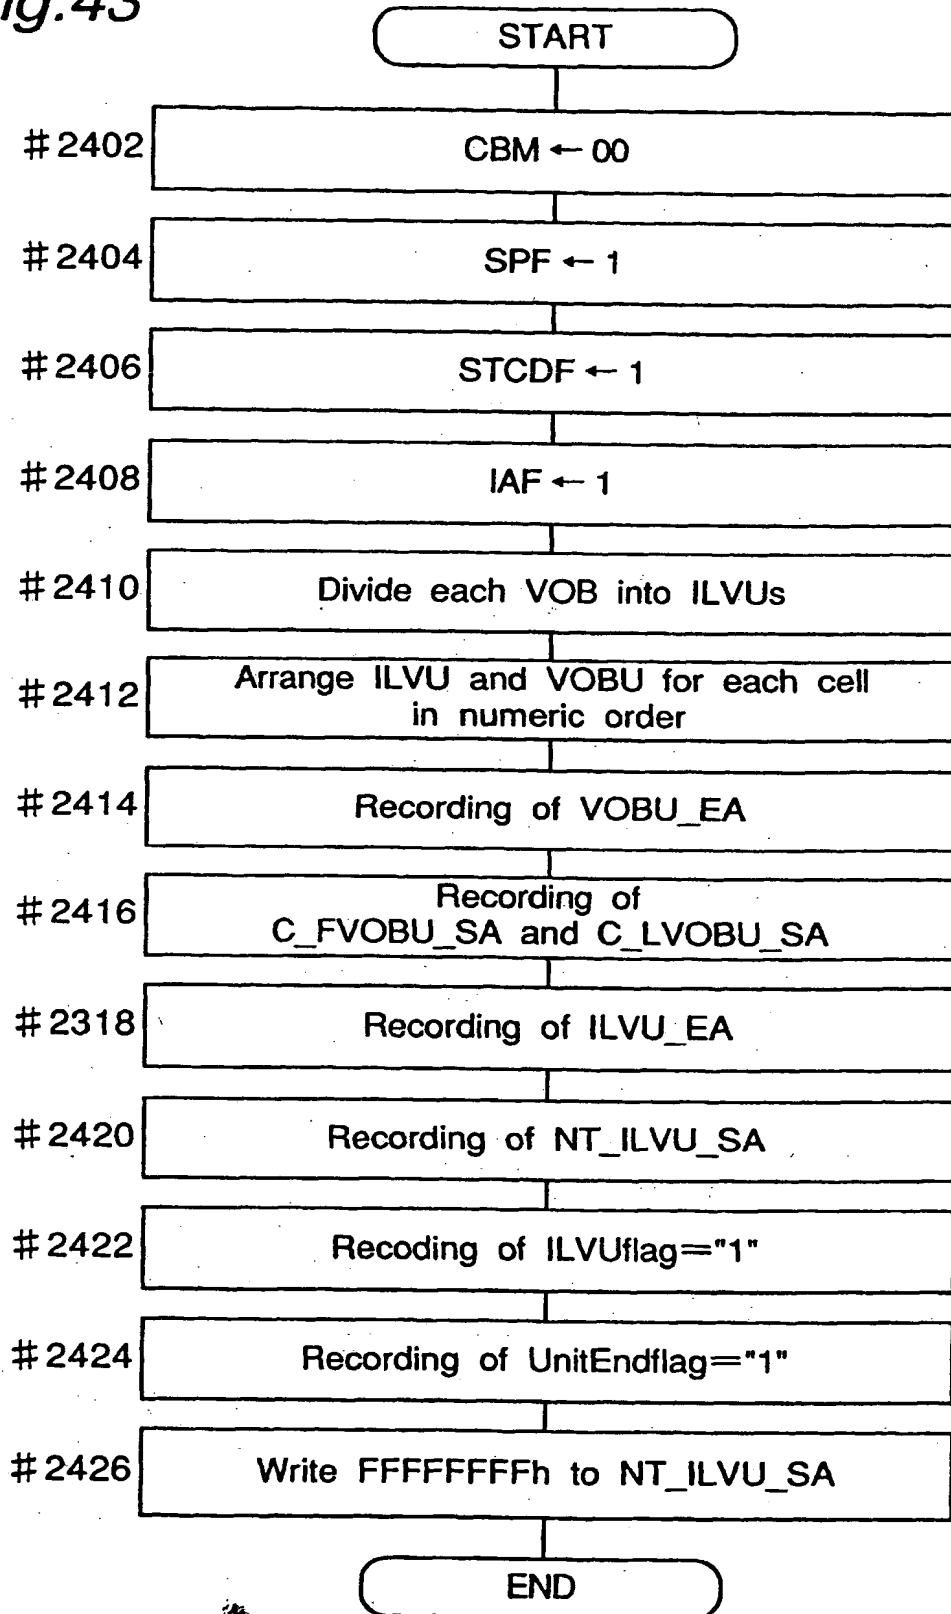 ig.43
START
#2402 CBM ← 00
#2404 SPF ← 1
#2406 STCDF ← 1
#2408 IAF ← 1
#2410 Divide each VOB into ILVUs
#2412 Arrange ILVU and VOBU for each cell
in numeric order
#2414 Recording of VOBU_EA
#2416 Recording of
C_FVOBU_SA and C_LVOBU_SA
#2318 Recording of ILVU_EA
#2420 Recording of NT_ILVU_SA
#2422 Recoding of ILVUflag="1"
#2424 Recording of UnitEndflag="1"
#2426 Write FFFFFFFFh to NT_ILVU_SA
END